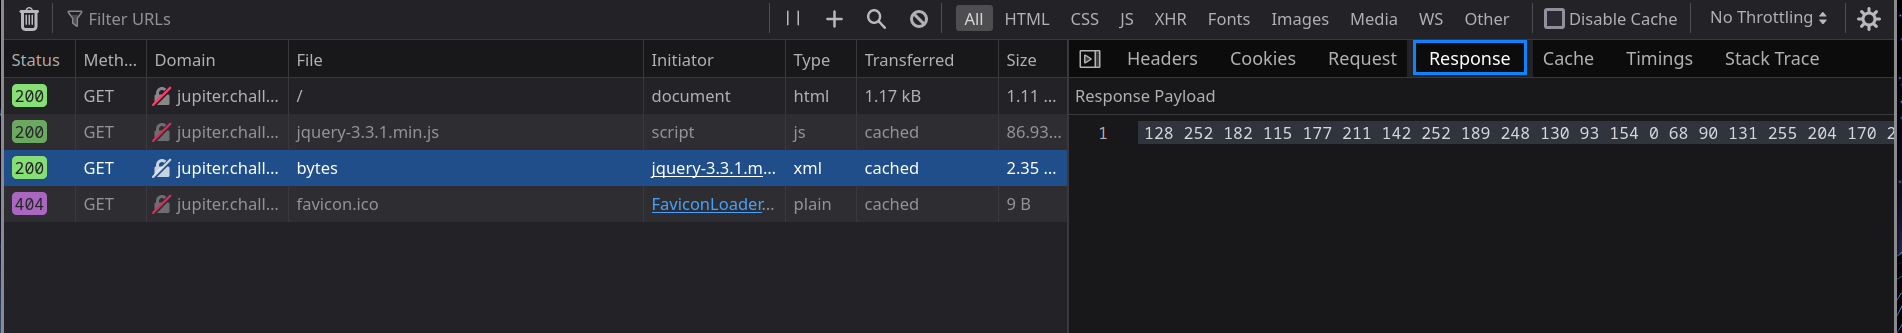 Filter URLs All HTML CSS JS XHR Fonts Images Media WS Other Disable Cache No Throttling
Status Meth... Domain File Initiator Type Transferred Size
200 GET jupiter.chall... / document html 1.17 kB 1.11 ...
200 GET jupiter.chall... jquery-3.3.1.min.js script js cached 86.93...
200 GET jupiter.chall... bytes jquery-3.3.1.m... xml cached 2.35 ...
404 GET jupiter.chall... favicon.ico FaviconLoader... plain cached 9 B
Headers Cookies Request Response Cache Timings Stack Trace
Response Payload
1 128 252 182 115 177 211 142 252 189 248 130 93 154 0 68 90 131 255 204 170